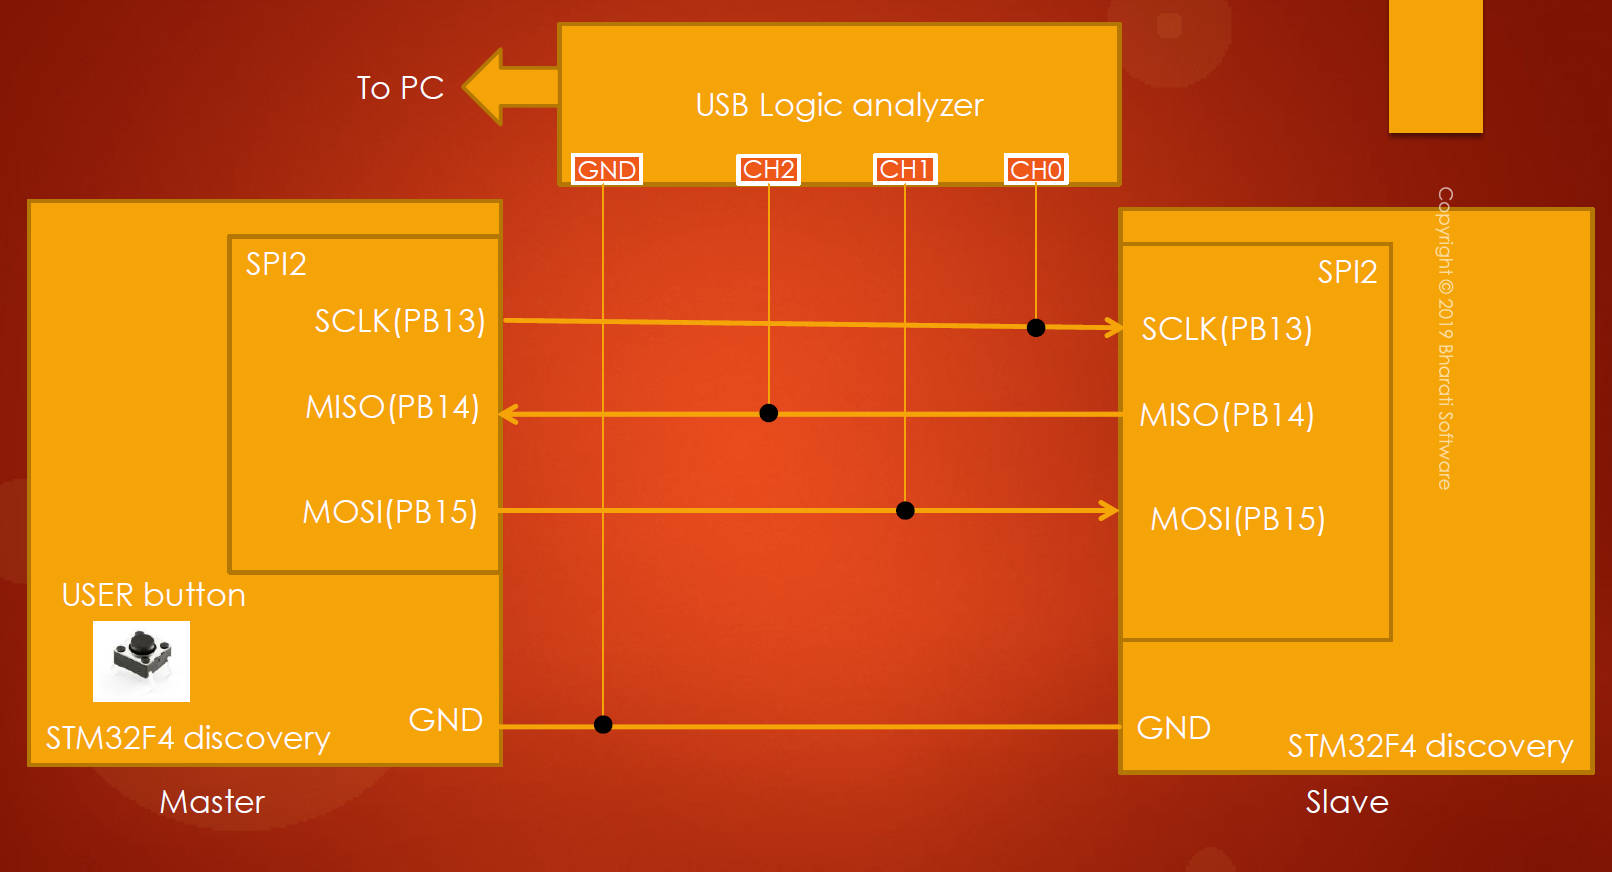 To PC
USB Logic analyzer
GND
CH2
CH1
CH0
SPI2
SCLK(PB13)
MISO(PB14)
MOSI(PB15)
USER button
GND
STM32F4 discovery
Master
SPI2
SCLK(PB13)
MISO(PB14)
MOSI(PB15)
GND
STM32F4 discovery
Slave
Copyright © 2019 Bharati Software